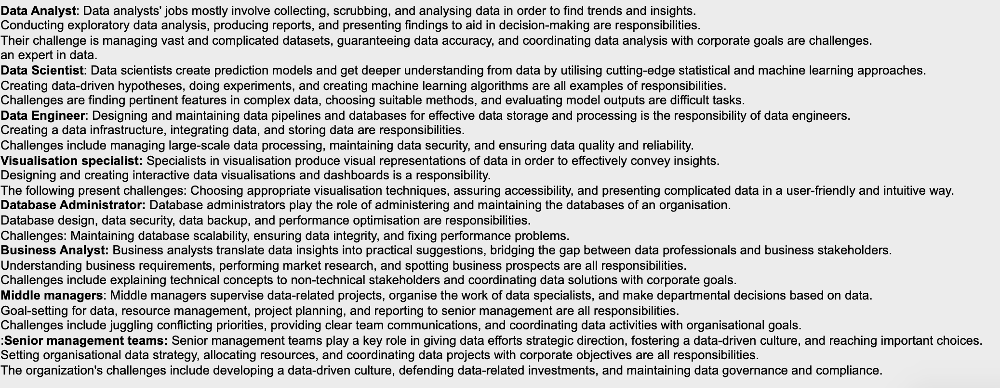 Data Analyst: Data analysts' jobs mostly involve collecting, scrubbing, and analysing data in order to find trends and insights.
Conducting exploratory data analysis, producing reports, and presenting findings to aid in decision-making are responsibilities.
Their challenge is managing vast and complicated datasets, guaranteeing data accuracy, and coordinating data analysis with corporate goals are challenges.
an expert in data.
Data Scientist: Data scientists create prediction models and get deeper understanding from data by utilising cutting-edge statistical and machine learning approaches.
Creating data-driven hypotheses, doing experiments, and creating machine learning algorithms are all examples of responsibilities.
Challenges are finding pertinent features in complex data, choosing suitable methods, and evaluating model outputs are difficult tasks.
Data Engineer: Designing and maintaining data pipelines and databases for effective data storage and processing is the responsibility of data engineers.
Creating a data infrastructure, integrating data, and storing data are responsibilities.
Challenges include managing large-scale data processing, maintaining data security, and ensuring data quality and reliability.
Visualisation specialist: Specialists in visualisation produce visual representations of data in order to effectively convey insights.
Designing and creating interactive data visualisations and dashboards is a responsibility.
The following present challenges: Choosing appropriate visualisation techniques, assuring accessibility, and presenting complicated data in a user-friendly and intuitive way.
Database Administrator: Database administrators play the role of administering and maintaining the databases of an organisation.
Database design, data security, data backup, and performance optimisation are responsibilities.
Challenges: Maintaining database scalability, ensuring data integrity, and fixing performance problems.
Business Analyst: Business analysts translate data insights into practical suggestions, bridging the gap between data professionals and business stakeholders.
Understanding business requirements, performing market research, and spotting business prospects are all responsibilities.
Challenges include explaining technical concepts to non-technical stakeholders and coordinating data solutions with corporate goals.
Middle managers: Middle managers supervise data-related projects, organise the work of data specialists, and make departmental decisions based on data.
Goal-setting for data, resource management, project planning, and reporting to senior management are all responsibilities.
Challenges include juggling conflicting priorities, providing clear team communications, and coordinating data activities with organisational goals.
:Senior management teams: Senior management teams play a key role in giving data efforts strategic direction, fostering a data-driven culture, and reaching important choices.
Setting organisational data strategy, allocating resources, and coordinating data projects with corporate objectives are all responsibilities.
The organization's challenges include developing a data-driven culture, defending data-related investments, and maintaining data governance and compliance.